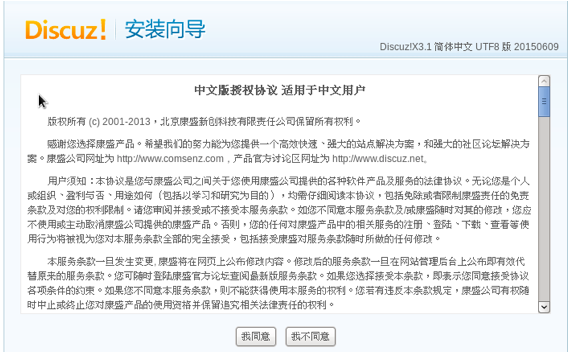 Discuz! 安装向导
Discuz!X3.1 简体中文 UTF8 版 20150609
中文版授权协议 适用于中文用户
版权所有 (c) 2001-2013，北京康盛新创科技有限责任公司保留所有权利。
感谢您选择康盛产品。希望我们的努力能为您提供一个高效快速、强大的站点解决方案，和强大的社区论坛解决方
案。康盛公司网址为 http://www.comsenz.com，产品官方讨论区网址为 http://www.discuz.net。
用户须知：本协议是您与康盛公司之间关于您使用康盛公司提供的各种软件产品及服务的法律协议。无论您是个人
或组织、盈利与否、用途如何（包括以学习和研究为目的），均需仔细阅读本协议，包括免除或者限制康盛责任的免责
条款及对您的权利限制。请您审阅并接受或不接受本服务条款。如您不同意本服务条款及/或康盛随时对其的修改，您应
不使用或主动取消康盛公司提供的康盛产品。否则，您的任何对康盛产品中的相关服务的注册、登陆、下载、查看等使
用行为将被视为您对本服务条款全部的完全接受，包括接受康盛对服务条款随时所做的任何修改。
本服务条款一旦发生变更, 康盛将在网页上公布修改内容。修改后的服务条款一旦在网站管理后台上公布即有效代
替原来的服务条款。您可随时登陆康盛官方论坛查阅最新版服务条款。如果您选择接受本条款，即表示您同意接受协议
各项条件的约束。如果您不同意本服务条款，则不能获得使用本服务的权利。您若有违反本条款规定，康盛公司有权随
时中止或终止您对康盛产品的使用资格并保留追究相关法律责任的权利。
我同意 我不同意